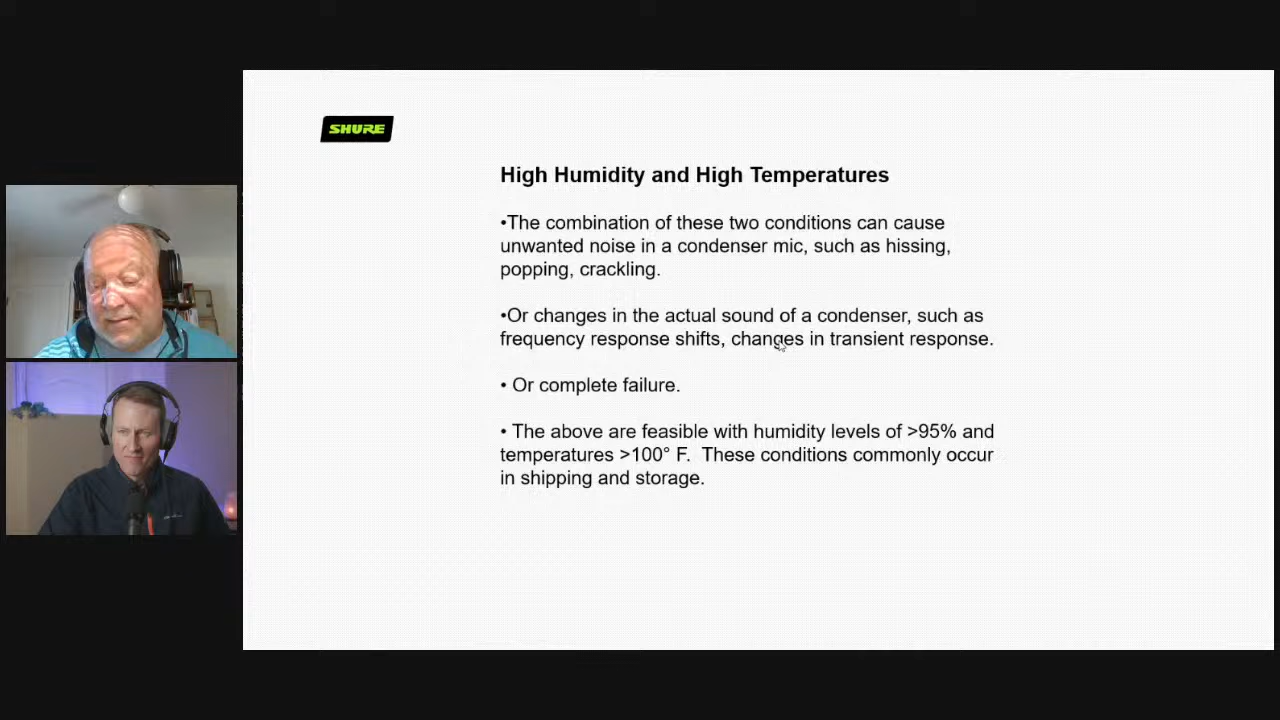 SHURE
High Humidity and High Temperatures
•The combination of these two conditions can cause
unwanted noise in a condenser mic, such as hissing,
popping, crackling.
•Or changes in the actual sound of a condenser, such as
frequency response shifts, changes in transient response.
• Or complete failure.
• The above are feasible with humidity levels of >95% and
temperatures >100° F.  These conditions commonly occur
in shipping and storage.